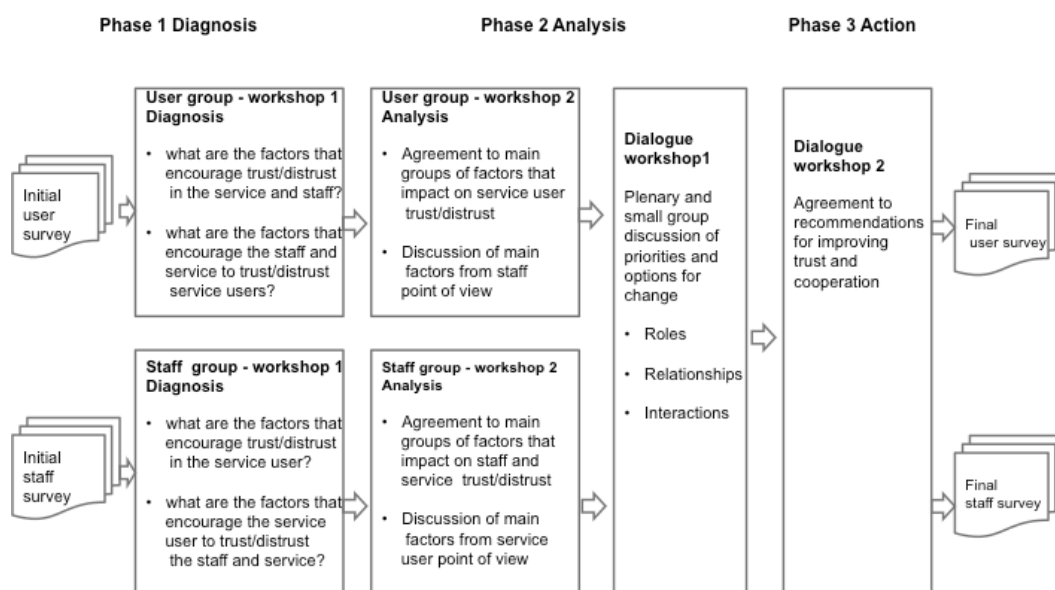 Phase 1 Diagnosis
Phase 2 Analysis
Phase 3 Action
Initial
user
survey
User group - workshop 1
Diagnosis
• what are the factors that
encourage trust/distrust
in the service and staff?
• what are the factors that
encourage the staff and
service to trust/distrust
service users?
User group - workshop 2
Analysis
• Agreement to main
groups of factors that
impact on service user
trust/distrust
• Discussion of main
factors from staff
point of view
Initial
staff
survey
Staff group - workshop 1
Diagnosis
• what are the factors that
encourage trust/distrust
in the service user?
• what are the factors that
encourage the service
user to trust/distrust
the staff and service?
Staff group - workshop 2
Analysis
• Agreement to main
groups of factors that
impact on staff and
service trust/distrust
• Discussion of main
factors from service
user point of view
Dialogue
workshop1
Plenary and
small group
discussion of
priorities and
options for
change
• Roles
• Relationships
• Interactions
Dialogue
workshop 2
Agreement to
recommendations
for improving
trust and
cooperation
Final
user survey
Final
staff survey